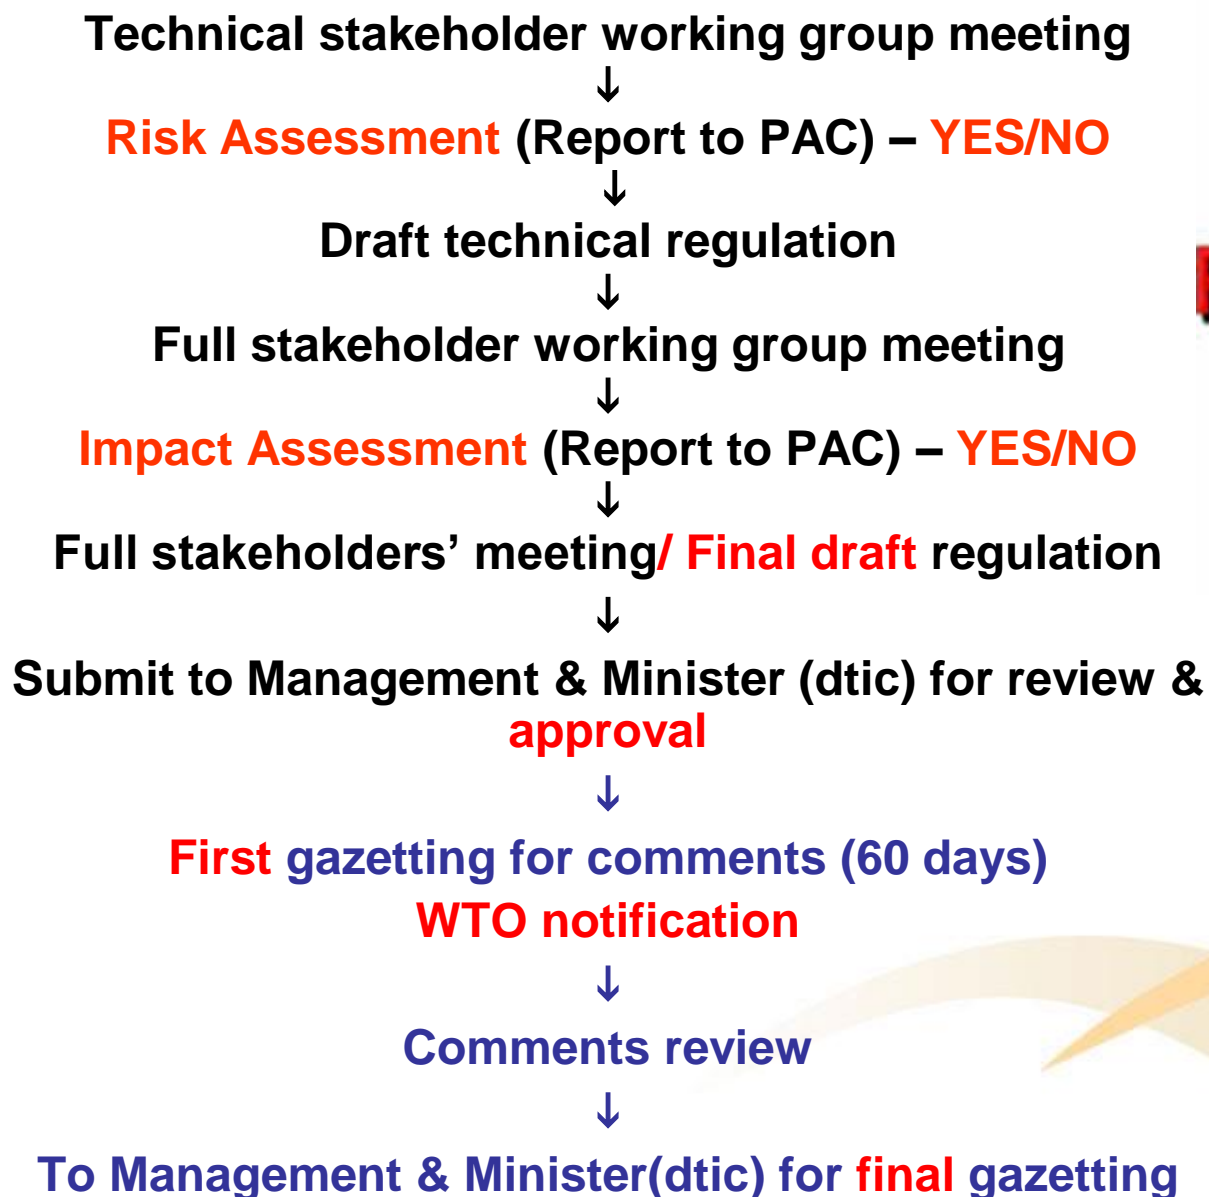 Technical stakeholder working group meeting
↓
Risk Assessment (Report to PAC) – YES/NO
↓
Draft technical regulation
↓
Full stakeholder working group meeting
↓
Impact Assessment (Report to PAC) – YES/NO
↓
Full stakeholders’ meeting/ Final draft regulation
↓
Submit to Management & Minister (dtic) for review &
approval
↓
First gazetting for comments (60 days)
WTO notification
↓
Comments review
↓
To Management & Minister(dtic) for final gazetting